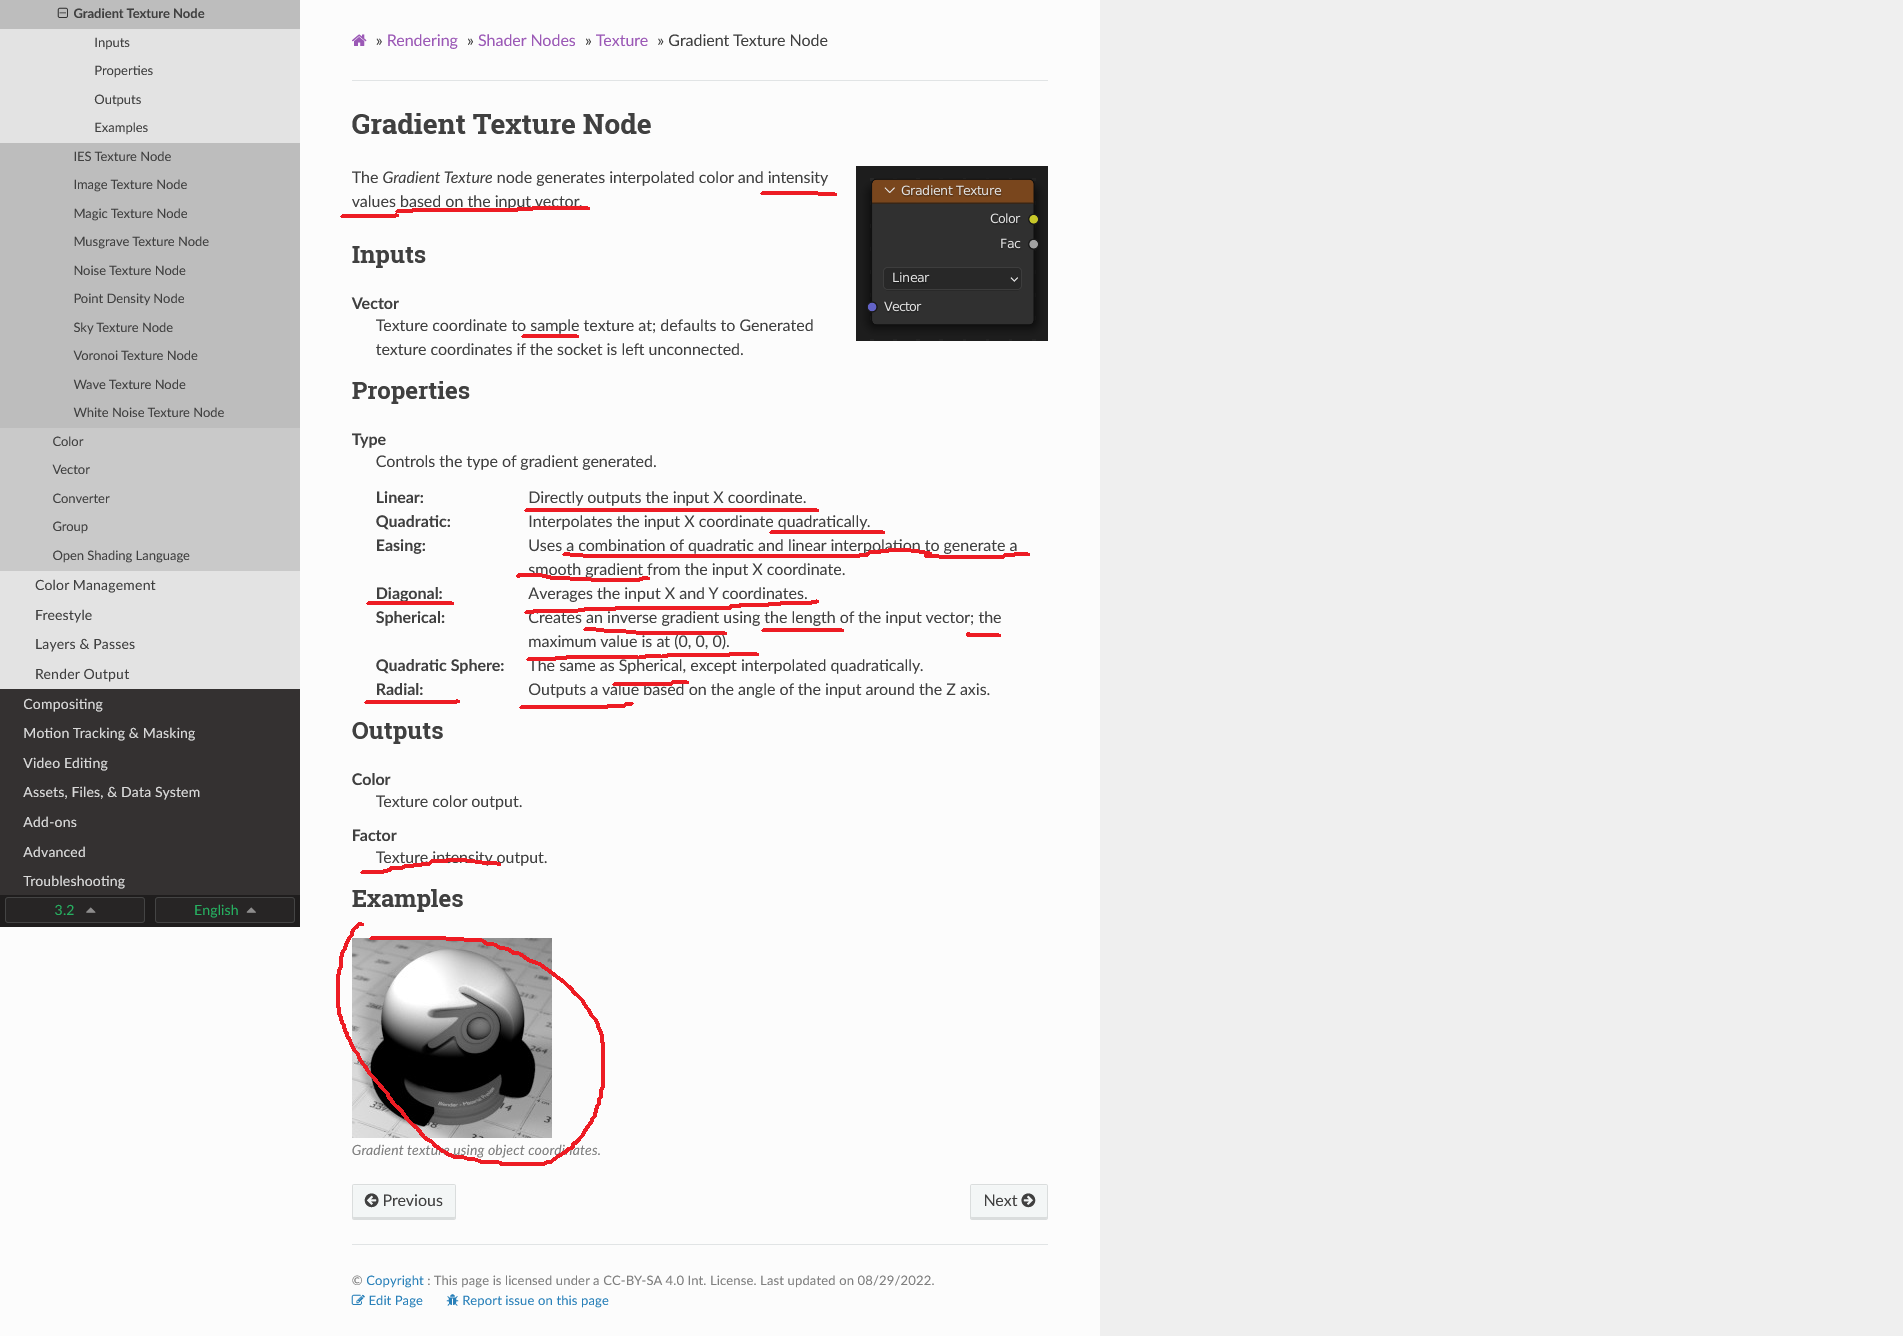 Gradient Texture Node
Inputs
Properties
Outputs
Examples
IES Texture Node
Image Texture Node
Magic Texture Node
Musgrave Texture Node
Noise Texture Node
Point Density Node
Sky Texture Node
Voronoi Texture Node
Wave Texture Node
White Noise Texture Node
Color
Vector
Converter
Group
Open Shading Language
Color Management
Freestyle
Layers & Passes
Render Output
Compositing
Motion Tracking & Masking
Video Editing
Assets, Files, & Data System
Add-ons
Advanced
Troubleshooting
3.2 English
» Rendering » Shader Nodes » Texture » Gradient Texture Node
Gradient Texture Node
The Gradient Texture node generates interpolated color and intensity
values based on the input vector.
Gradient Texture
Color
Fac
Linear
Vector
Inputs
Vector
Texture coordinate to sample texture at; defaults to Generated
texture coordinates if the socket is left unconnected.
Properties
Type
Controls the type of gradient generated.
Linear: Directly outputs the input X coordinate.
Quadratic: Interpolates the input X coordinate quadratically.
Easing: Uses a combination of quadratic and linear interpolation to generate a
smooth gradient from the input X coordinate.
Diagonal: Averages the input X and Y coordinates.
Spherical: Creates an inverse gradient using the length of the input vector; the
maximum value is at (0, 0, 0).
Quadratic Sphere: The same as Spherical, except interpolated quadratically.
Radial: Outputs a value based on the angle of the input around the Z axis.
Outputs
Color
Texture color output.
Factor
Texture intensity output.
Examples
Gradient texture using object coordinates.
Previous Next
© Copyright : This page is licensed under a CC-BY-SA 4.0 Int. License. Last updated on 08/29/2022.
Edit Page Report issue on this page